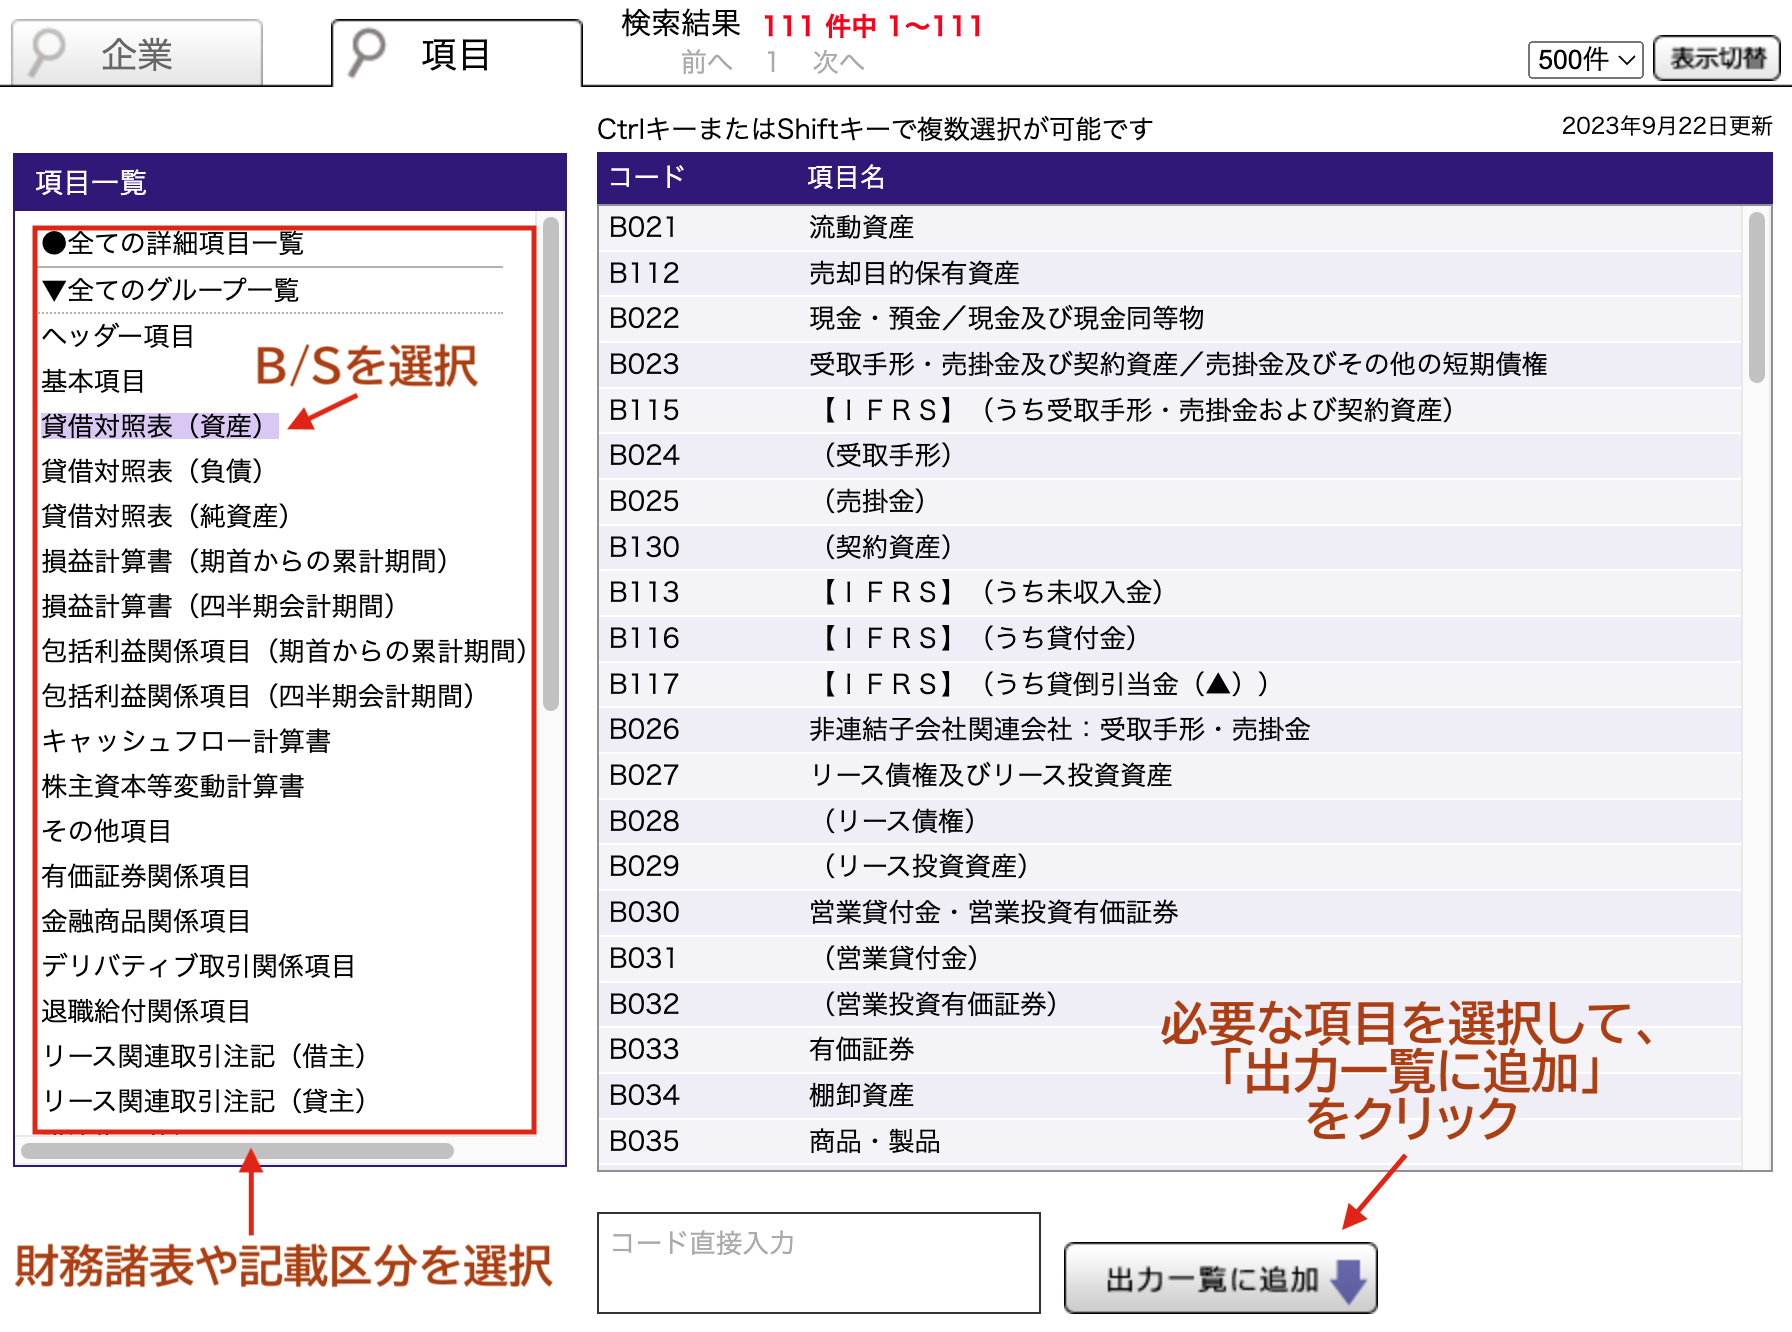 企業
項目
検索結果 111 件中 1～111
前へ 1 次へ
500件
表示切替
CtrlキーまたはShiftキーで複数選択が可能です
2023年9月22日更新
項目一覧
●全ての詳細項目一覧
▼全てのグループ一覧
ヘッダー項目
基本項目
B/Sを選択
貸借対照表（資産）
貸借対照表（負債）
貸借対照表（純資産）
損益計算書（期首からの累計期間）
損益計算書（四半期会計期間）
包括利益関係項目（期首からの累計期間）
包括利益関係項目（四半期会計期間）
キャッシュフロー計算書
株主資本等変動計算書
その他項目
有価証券関係項目
金融商品関係項目
デリバティブ取引関係項目
退職給付関係項目
リース関連取引注記（借主）
リース関連取引注記（貸主）
財務諸表や記載区分を選択
コード 項目名
B021 流動資産
B112 売却目的保有資産
B022 現金・預金／現金及び現金同等物
B023 受取手形・売掛金及び契約資産／売掛金及びその他の短期債権
B115 【ＩＦＲＳ】（うち受取手形・売掛金および契約資産）
B024 （受取手形）
B025 （売掛金）
B130 （契約資産）
B113 【ＩＦＲＳ】（うち未収入金）
B116 【ＩＦＲＳ】（うち貸付金）
B117 【ＩＦＲＳ】（うち貸倒引当金（▲））
B026 非連結子会社関連会社：受取手形・売掛金
B027 リース債権及びリース投資資産
B028 （リース債権）
B029 （リース投資資産）
B030 営業貸付金・営業投資有価証券
B031 （営業貸付金）
B032 （営業投資有価証券）
B033 有価証券
B034 棚卸資産
B035 商品・製品
必要な項目を選択して、
「出力一覧に追加」
をクリック
コード直接入力
出力一覧に追加